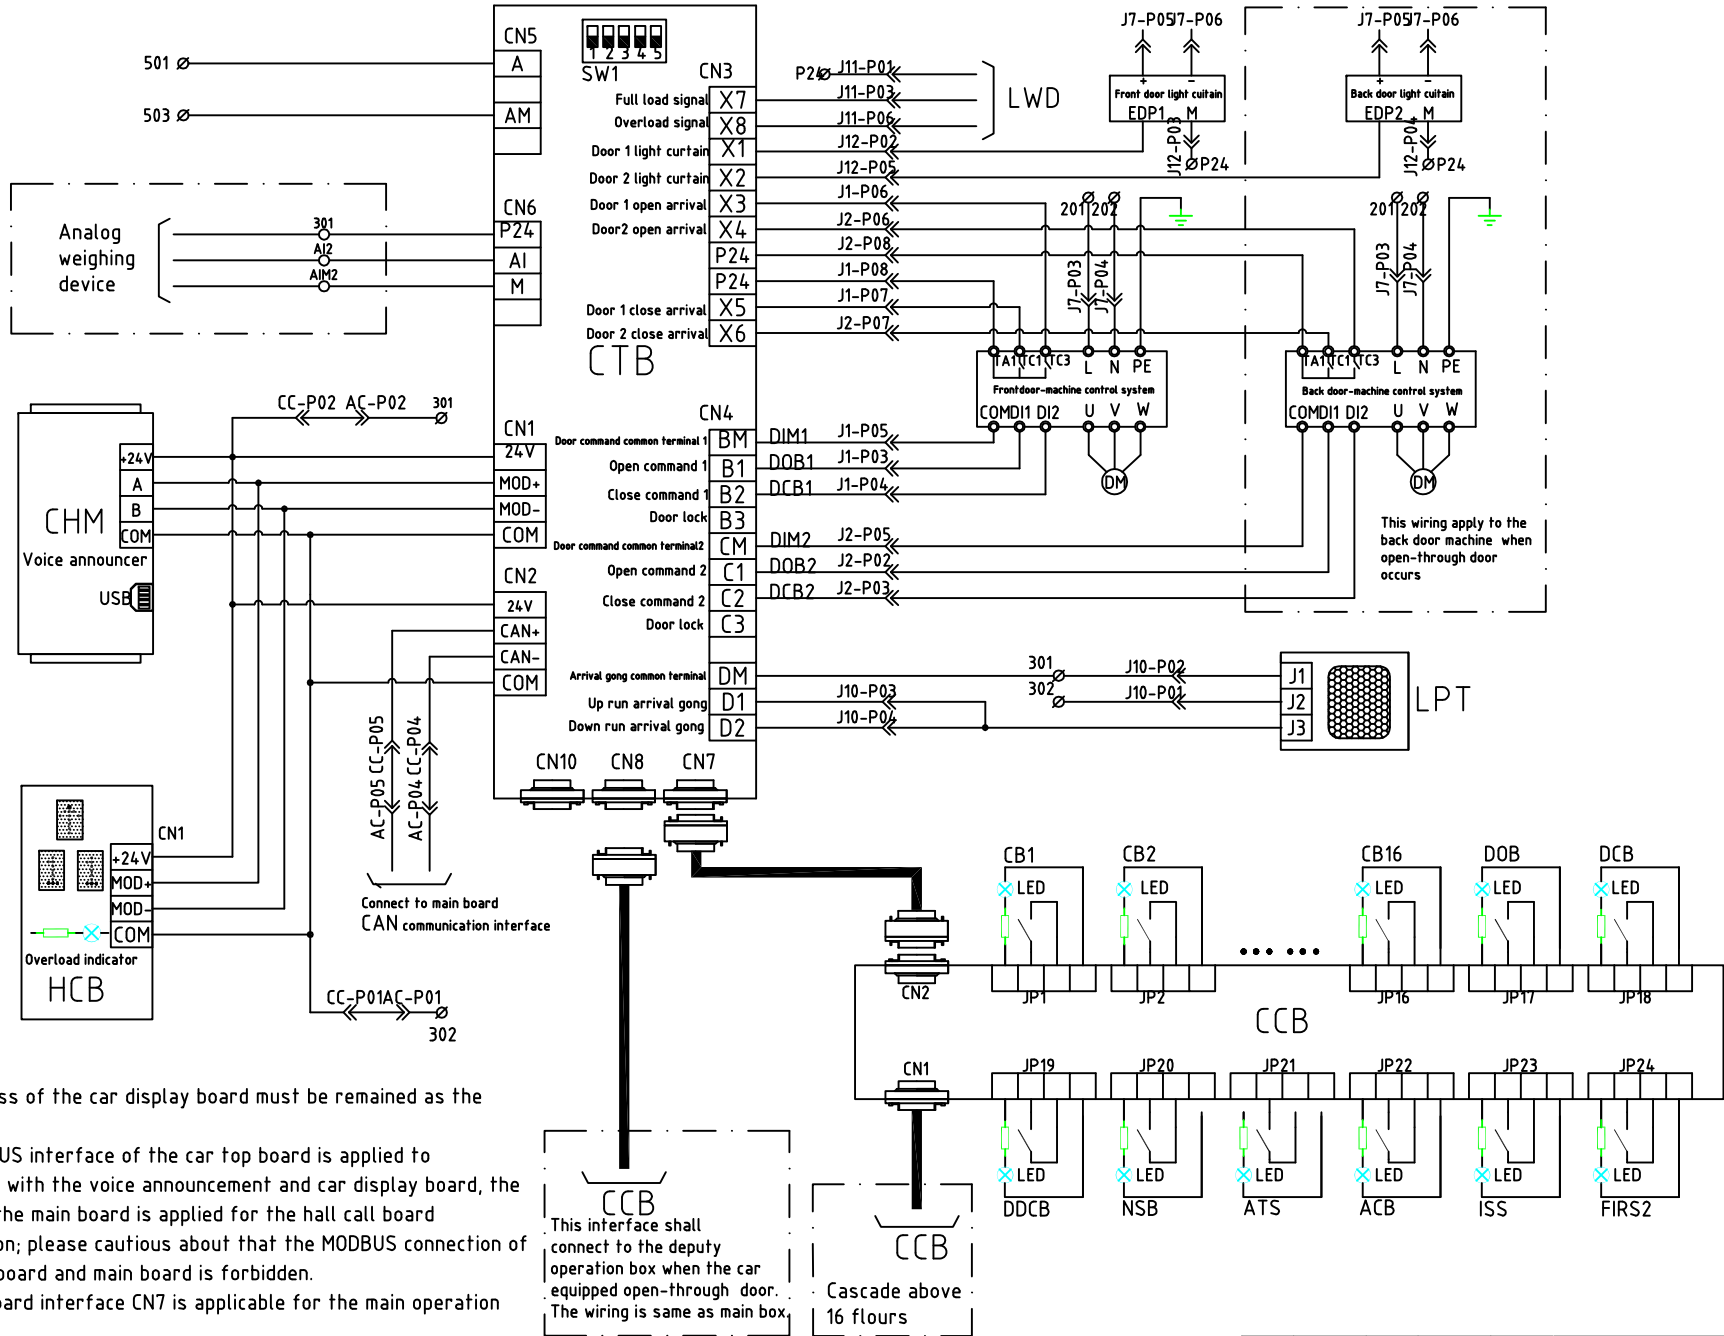 CN5
501
A
503
AM
1 2 3 4 5
SW1
CN3
Full load signal X7
Overload signal X8
Door 1 light curtain X1
Door 2 light curtain X2
Door 1 open arrival X3
Door2 open arrival X4
P24
P24
Door 1 close arrival X5
Door 2 close arrival X6
CTB
CN6
P24
AI
M
Analog
weighing
device
301
AI2
AIM2
P24 J11-P01
J11-P03
J11-P06
J12-P02
J12-P05
J1-P06
J2-P06
J2-P08
J1-P08
J1-P07
J2-P07
LWD
J7-P05 J7-P06
+ -
Front door light cuitain
EDP1 M
J12-P03
P24
J7-P05 J7-P06
+ -
Back door light cuitain
EDP2 M
J12-P04
P24
201 202
J7-P03
J7-P04
TA1 TC1 TC3 L N PE
Frontdoor-machine control system
COM DI1 DI2 U V W
DM
201 202
J7-P03
J7-P04
TA1 TC1 TC3 L N PE
Back door-machine control system
COM DI1 DI2 U V W
DM
This wiring apply to the
back door machine when
open-through door
occurs
CC-P02 AC-P02 301
CN1
24V
MOD+
MOD-
COM
+24V
A
B
COM
CHM
Voice announcer
USB
CN2
24V
CAN+
CAN-
COM
CN4
Door command common terminal 1 BM DIM1 J1-P05
Open command 1 B1 DOB1 J1-P03
Close command 1 B2 DCB1 J1-P04
Door lock B3
Door command common terminal2 CM DIM2 J2-P05
Open command 2 C1 DOB2 J2-P02
Close command 2 C2 DCB2 J2-P03
Door lock C3
Arrival gong common terminal DM
Up run arrival gong D1 J10-P03
Down run arrival gong D2 J10-P04
301 J10-P02 J1
302 J10-P01 J2
J3
LPT
CN10 CN8 CN7
AC-P05 CC-P05
AC-P04 CC-P04
Connect to main board
CAN communication interface
CN1
+24V
MOD+
MOD-
COM
Overload indicator
HCB
CC-P01 AC-P01
302
CB1 CB2 CB16 DOB DCB
LED LED LED LED LED
CN2
JP1 JP2 JP16 JP17 JP18
CCB
CN1
JP19 JP20 JP21 JP22 JP23 JP24
LED LED LED LED LED LED
DDCB NSB ATS ACB ISS FIRS2
ss of the car display board must be remained as the
US interface of the car top board is applied to
with the voice announcement and car display board, the
he main board is applied for the hall call board
on; please cautious about that the MODBUS connection of
board and main board is forbidden.
oard interface CN7 is applicable for the main operation
CCB
This interface shall
connect to the deputy
operation box when the car
equipped open-through door.
The wiring is same as main box.
CCB
Cascade above
16 flours